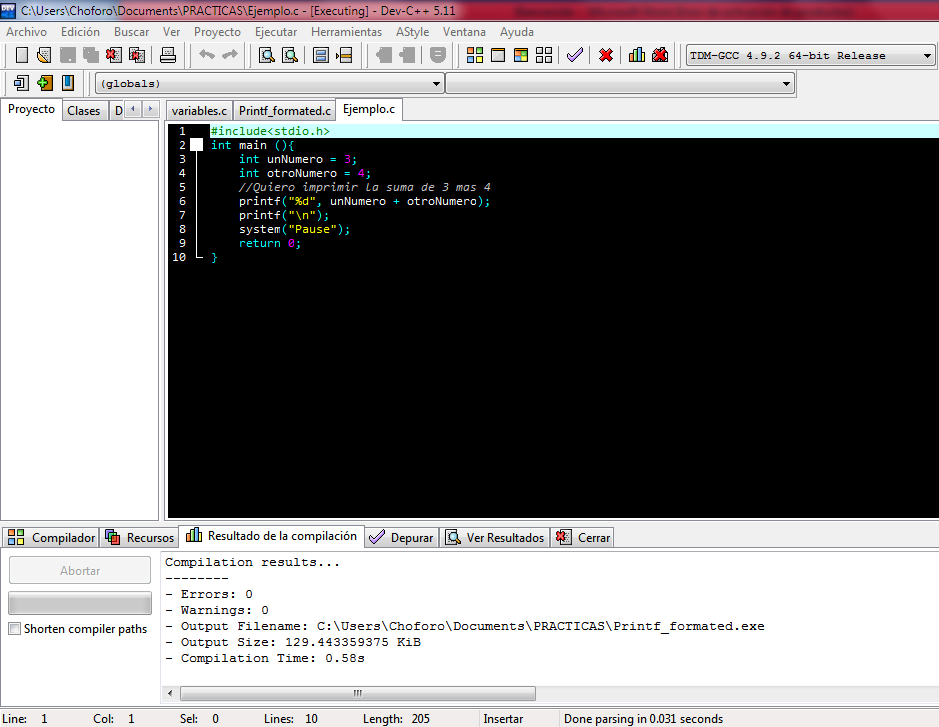 C:\Users\Choforo\Documents\PRACTICAS\Ejemplo.c - [Executing] - Dev-C++ 5.11
Archivo Edición Buscar Ver Proyecto Ejecutar Herramientas AStyle Ventana Ayuda
TDM-GCC 4.9.2 64-bit Release
(globals)
Proyecto Clases D
variables.c Printf_formated.c Ejemplo.c
1 #include<stdio.h>
2 int main (){
3 int unNumero = 3;
4 int otroNumero = 4;
5 //Quiero imprimir la suma de 3 mas 4
6 printf("%d", unNumero + otroNumero);
7 printf("\n");
8 system("Pause");
9 return 0;
10 }
Compilador Recursos Resultado de la compilación Depurar Ver Resultados Cerrar
Abortar
Shorten compiler paths
Compilation results...
--------
- Errors: 0
- Warnings: 0
- Output Filename: C:\Users\Choforo\Documents\PRACTICAS\Printf_formated.exe
- Output Size: 129.443359375 KiB
- Compilation Time: 0.58s
Line: 1 Col: 1 Sel: 0 Lines: 10 Length: 205 Insertar Done parsing in 0.031 seconds